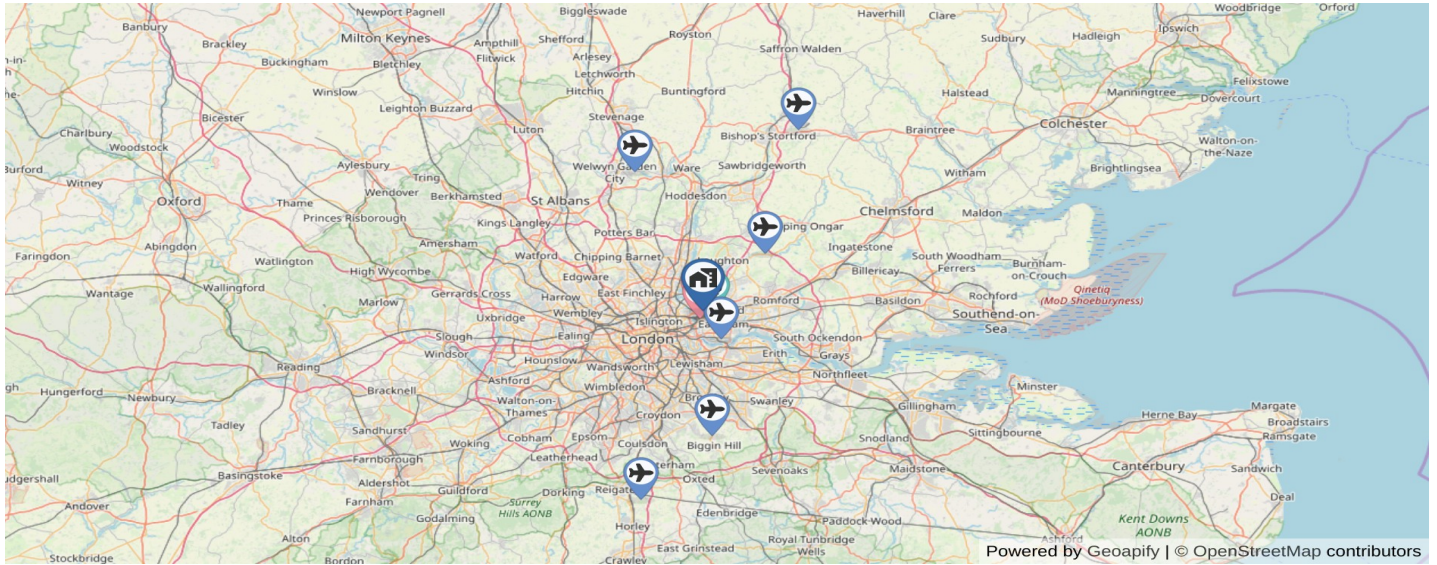 Newport Pagnell
Biggleswade
Haverhill
Clare
Woodbridge
Orford
Banbury
Brackley
Milton Keynes
Ampthill
Shefford
Royston
Saffron Walden
Sudbury
Hadleigh
Ipswich
Bletchley
Flitwick
Arlesey
Buckingham
Letchworth
Winslow
Hitchin
Buntingford
Halstead
Manningtree
Felixstowe
Dovercourt
Leighton Buzzard
Stevenage
Bicester
Luton
Bishop's Stortford
Braintree
Colchester
Charlbury
Woodstock
Walton-on-
the-Naze
Aylesbury
Welwyn Garden
City
Ware
Sawbridgeworth
Witham
Brightlingsea
Burford
Witney
Tring
Wendover
Berkhamsted
Hoddesdon
Oxford
Thame
St Albans
Chelmsford
Maldon
Princes Risborough
Kings Langley
Potters Bar
ping Ongar
Abingdon
Amersham
Watford
Chipping Barnet
Ingatestone
Watlington
High Wycombe
Edgware
ughton
South Woodham
Ferrers
Burnham-
on-Crouch
Wallingford
Wantage
Marlow
Gerrards Cross
Harrow
East Finchley
Romford
Billericay
Basildon
Rochford
Qinetiq
(MoD Shoeburyness)
Uxbridge
Wembley
Islington
Southend-on-
Sea
Slough
Ealing
London
South Ockendon
Windsor
Hounslow
Wandsworth
Lewisham
Erith
Grays
Reading
Ashford
Wimbledon
Northfleet
Minster
Hungerford
Newbury
Bracknell
Walton-on-
Thames
Croydon
Swanley
Gillingham
Herne Bay
Margate
Broadstairs
Ramsgate
Tadley
Sandhurst
Woking
Cobham
Epsom
Coulsdon
Biggin Hill
Snodland
Sittingbourne
Farnborough
Leatherhead
Basingstoke
Aldershot
Guildford
Dorking
Reigate
terham
Oxted
Sevenoaks
Maidstone
Canterbury
Sandwich
Andover
Farnham
Godalming
Surrey
Hills AONB
Edenbridge
Deal
Horley
Paddock Wood
Kent Downs
AONB
Alton
Stockbridge
Bordon
Crawley
East Grinstead
Royal Tunbridge
Wells
Ashford
Powered by Geoapify | © OpenStreetMap contributors